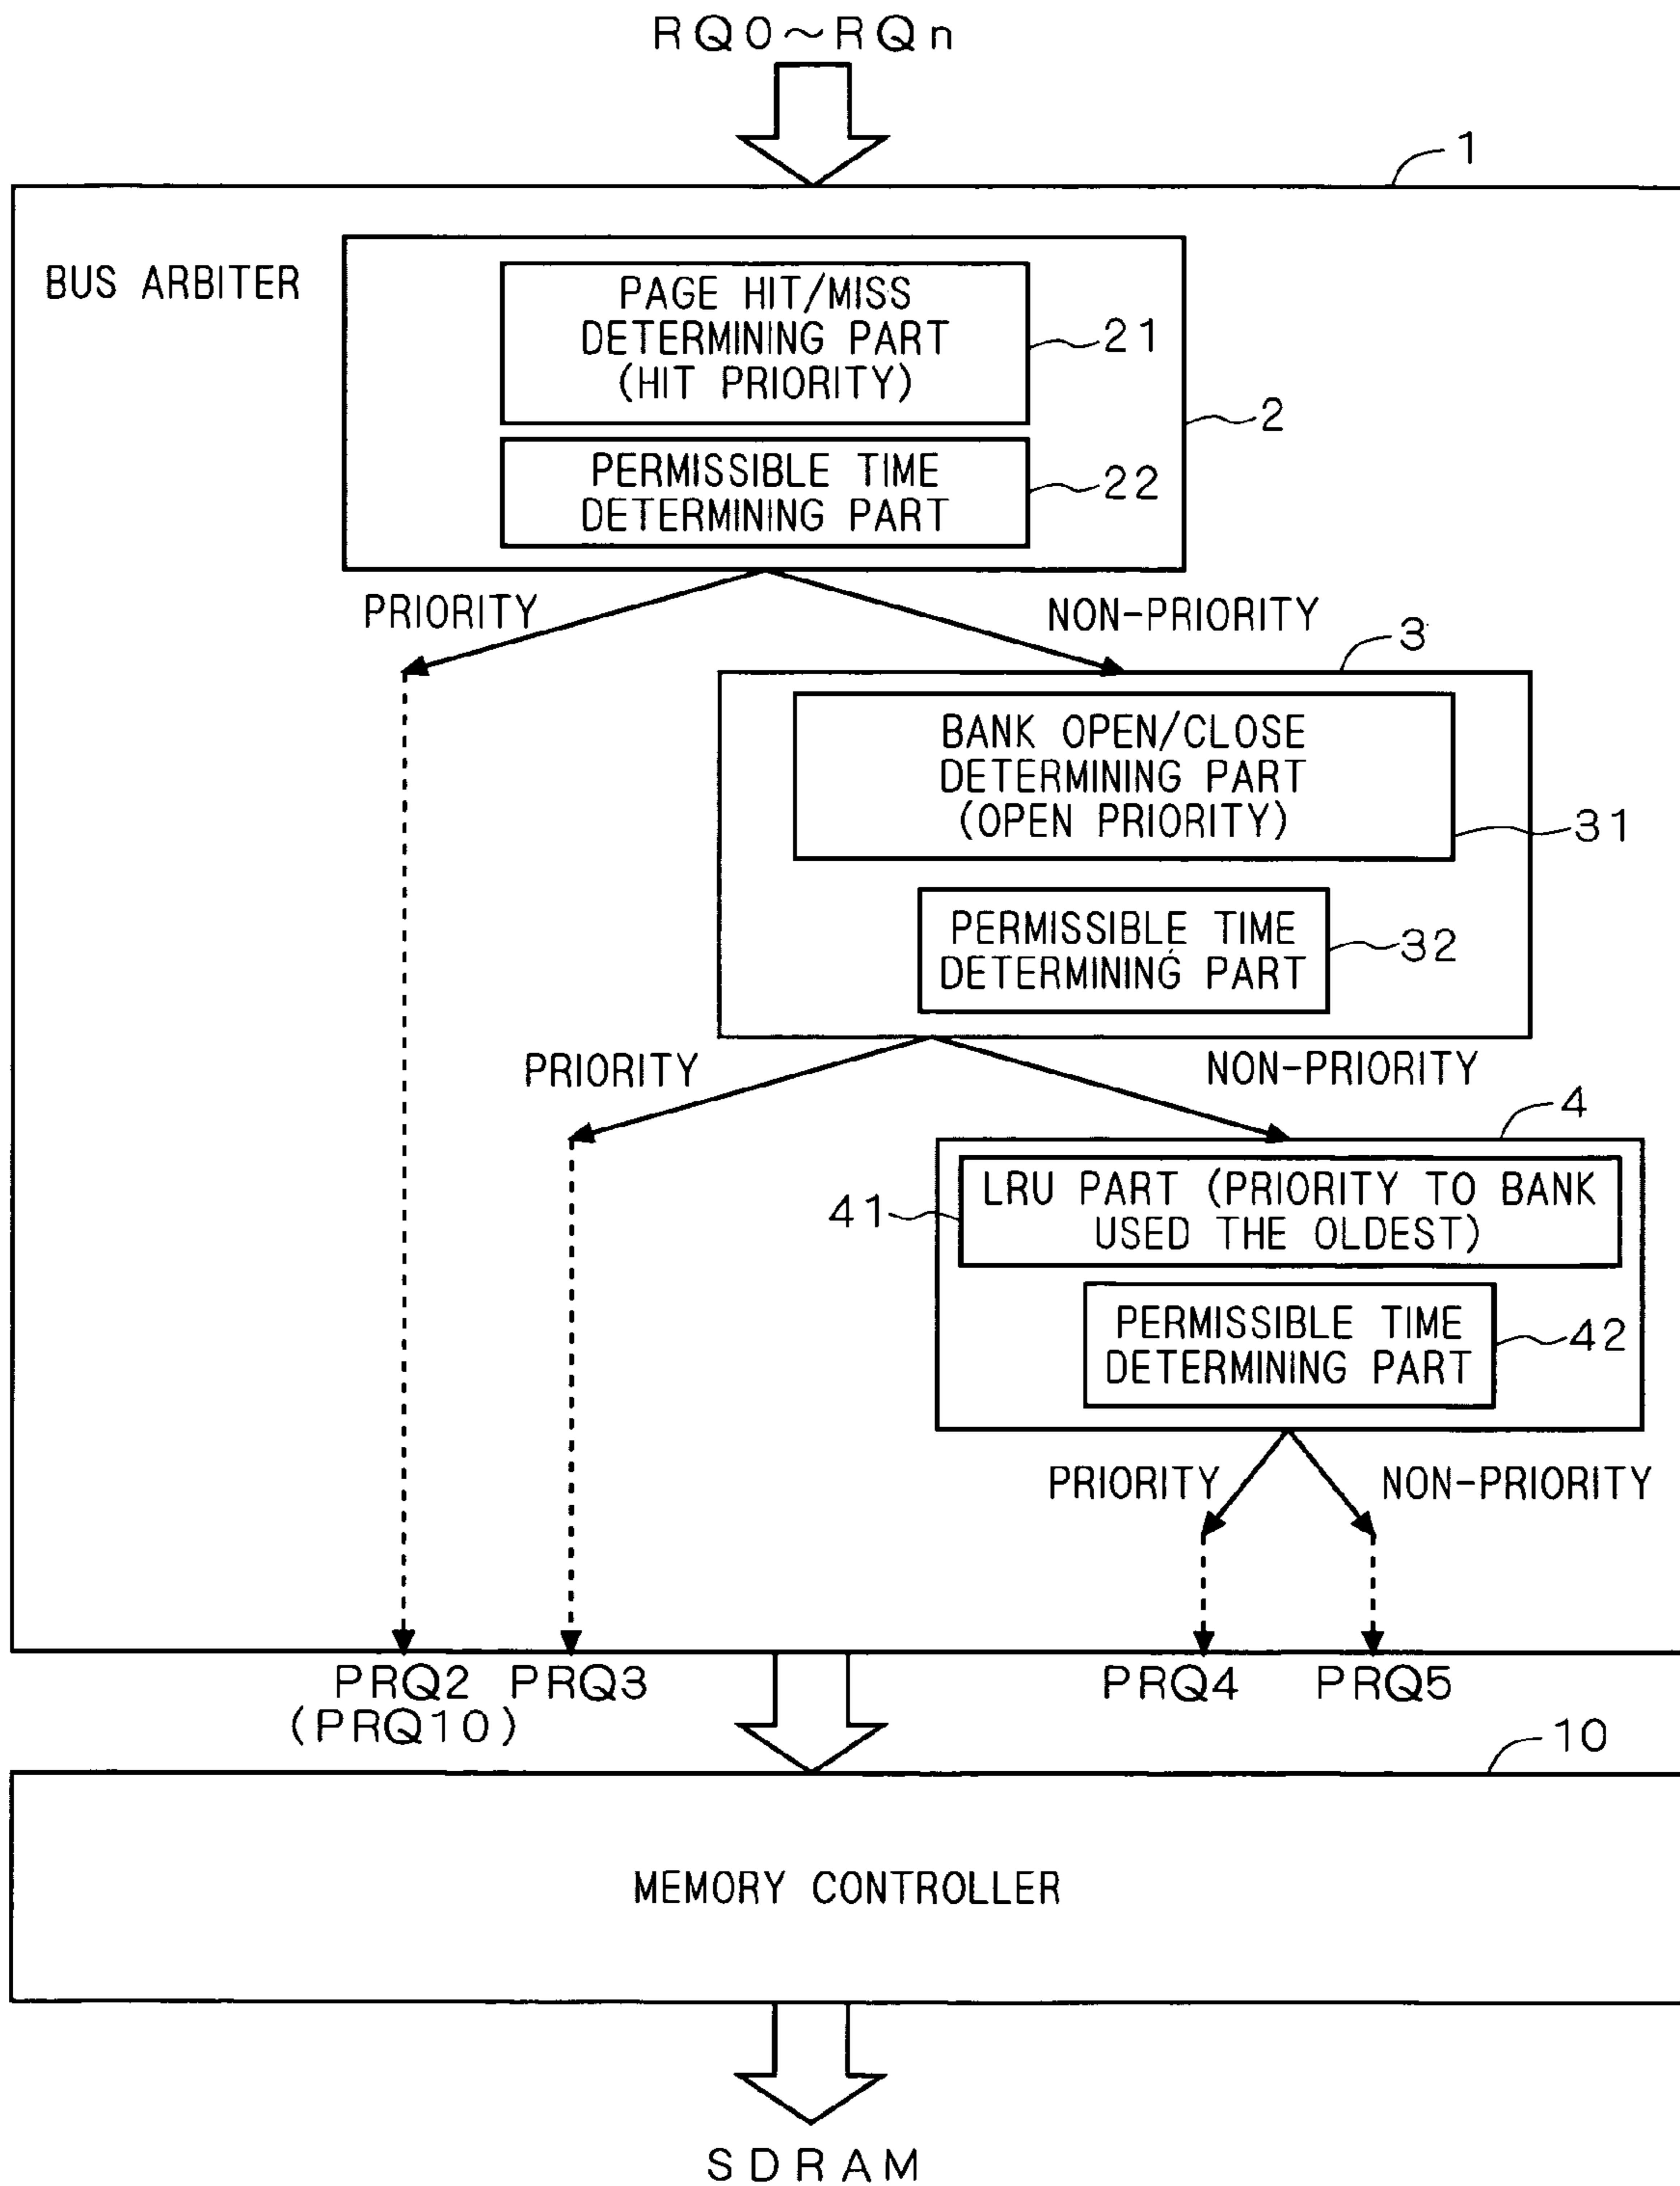 RQ0~RQn
1
BUS ARBITER
PAGE HIT/MISS
DETERMINING PART
(HIT PRIORITY)
21
2
PERMISSIBLE TIME
DETERMINING PART
22
PRIORITY
NON-PRIORITY
3
BANK OPEN/CLOSE
DETERMINING PART
(OPEN PRIORITY)
31
PERMISSIBLE TIME
DETERMINING PART
32
PRIORITY
NON-PRIORITY
4
LRU PART (PRIORITY TO BANK
USED THE OLDEST)
41
PERMISSIBLE TIME
DETERMINING PART
42
PRIORITY
NON-PRIORITY
PRQ2
(PRQ10)
PRQ3
PRQ4
PRQ5
10
MEMORY CONTROLLER
SDRAM